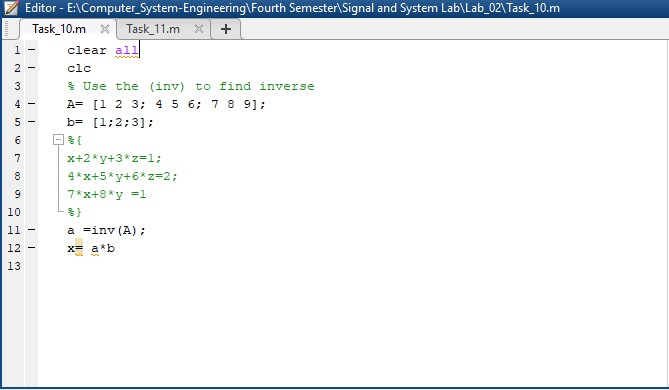 Editor - E:\Computer_System-Engineering\Fourth Semester\Signal and System Lab\Lab_02\Task_10.m
Task_10.m × Task_11.m × +
1 – clear all
2 – clc
3 % Use the (inv) to find inverse
4 – A= [1 2 3; 4 5 6; 7 8 9];
5 – b= [1;2;3];
6 %{
7 x+2*y+3*z=1;
8 4*x+5*y+6*z=2;
9 7*x+8*y =1
10 %}
11 – a =inv(A);
12 – x= a*b
13